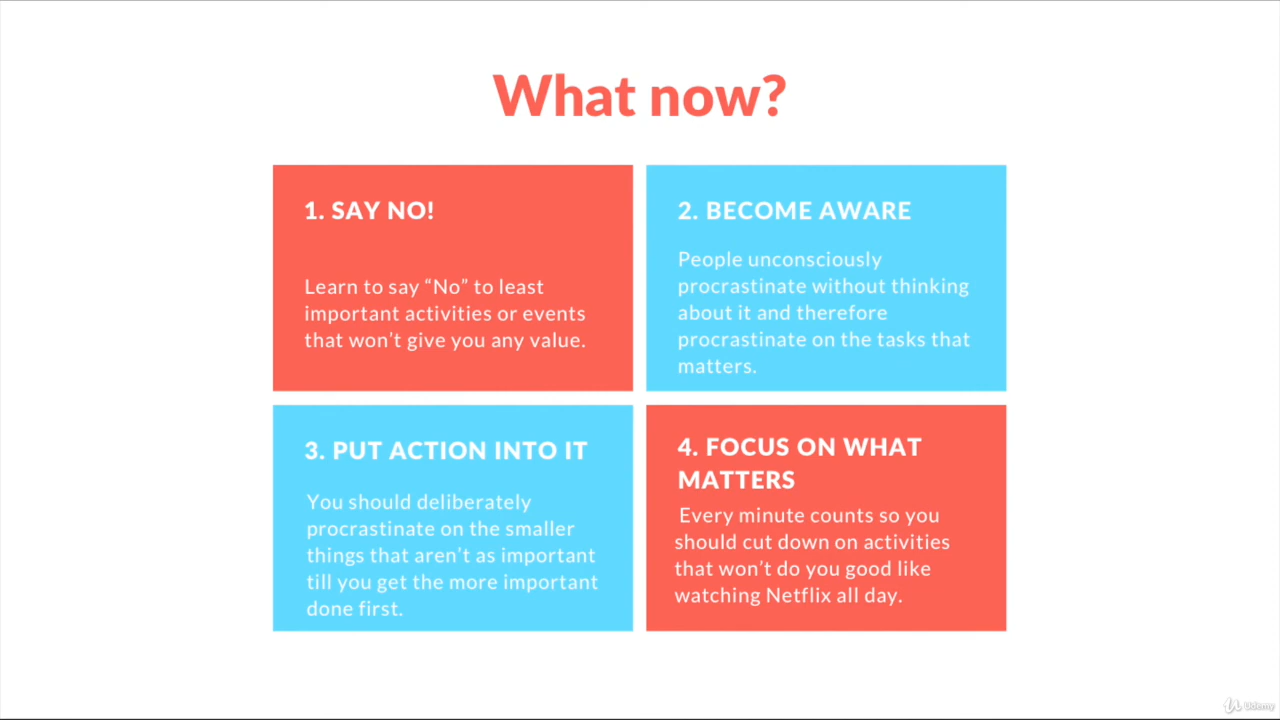 What now?
1. SAY NO!
Learn to say “No” to least
important activities or events
that won’t give you any value.
2. BECOME AWARE
People unconsciously
procrastinate without thinking
about it and therefore
procrastinate on the tasks that
matters.
3. PUT ACTION INTO IT
You should deliberately
procrastinate on the smaller
things that aren’t as important
till you get the more important
done first.
4. FOCUS ON WHAT
MATTERS
Every minute counts so you
should cut down on activities
that won’t do you good like
watching Netflix all day.
Udemy